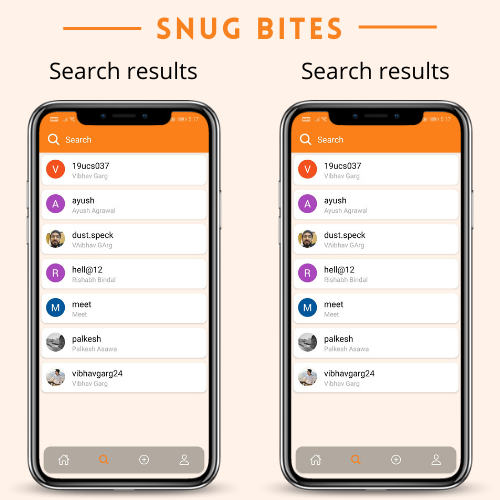 SNUG BITES
Search results
Search
V
19ucs037
Vibhav Garg
A
ayush
Ayush Agrawal
dust.speck
VAibhav GArg
R
hell@12
Rishabh Bindal
meet
Meet
palkesh
Palkesh Asawa
vibhavgarg24
Vibhav Garg
Search results
Search
V
19ucs037
Vibhav Garg
A
ayush
Ayush Agrawal
dust.speck
VAibhav GArg
R
hell@12
Rishabh Bindal
M
meet
Meet
palkesh
Palkesh Asawa
vibhavgarg24
Vibhav Garg